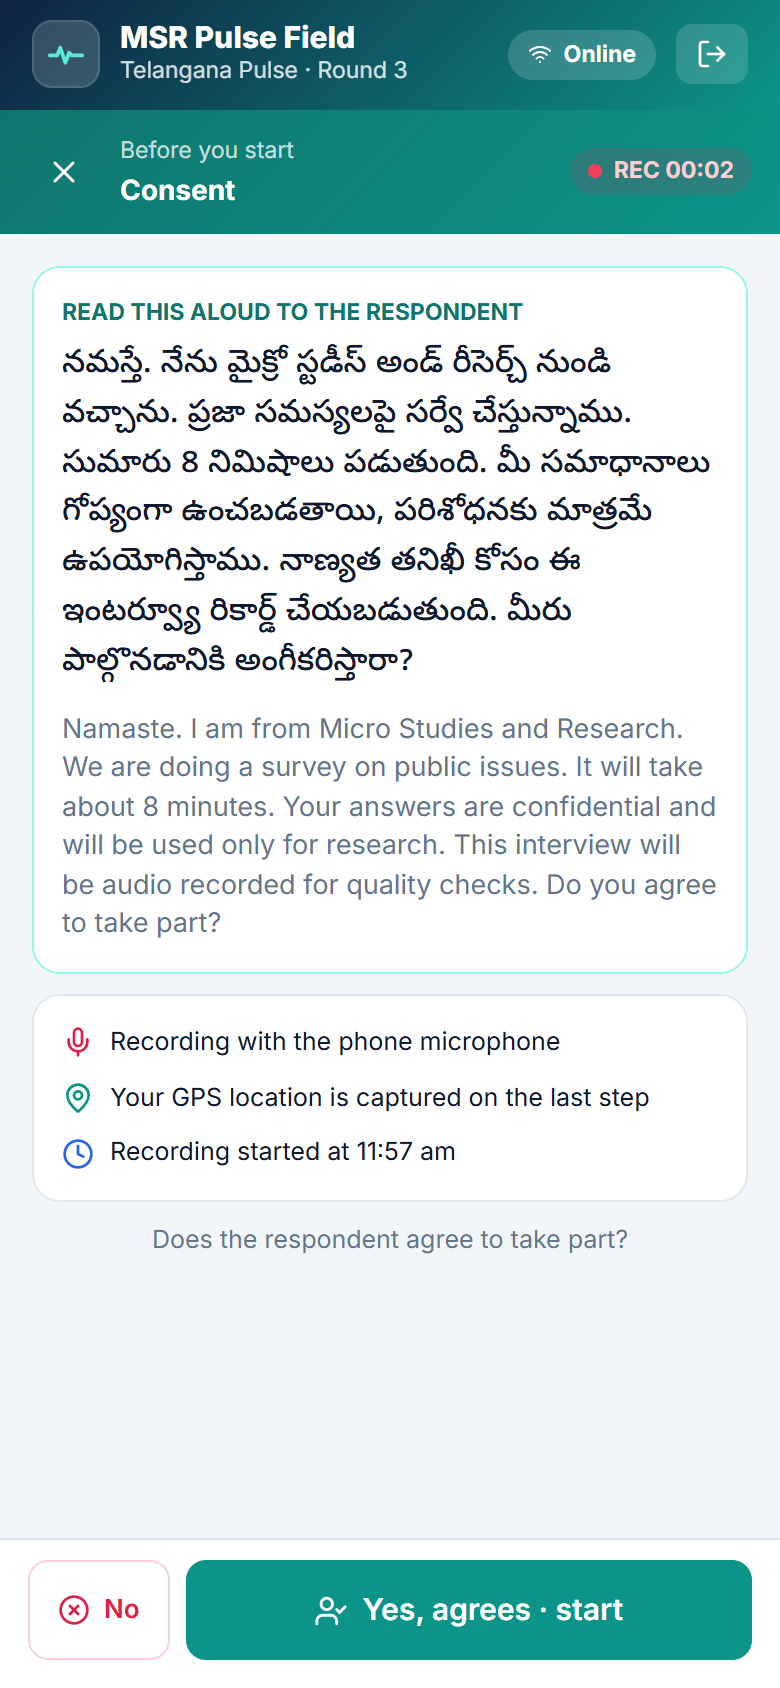 MSR Pulse Field
Telangana Pulse · Round 3
Online
Before you start
Consent
REC 00:02
READ THIS ALOUD TO THE RESPONDENT
నమస్తే. నేను మైక్రో స్టడీస్ అండ్ రీసెర్చ్ నుండి
వచ్చాను. ప్రజా సమస్యలపై సర్వే చేస్తున్నాము.
సుమారు 8 నిమిషాలు పడుతుంది. మీ సమాధానాలు
గోప్యంగా ఉంచబడతాయి, పరిశోధనకు మాత్రమే
ఉపయోగిస్తాము. నాణ్యత తనిఖీ కోసం ఈ
ఇంటర్వ్యూ రికార్డ్ చేయబడుతుంది. మీరు
పాల్గొనడానికి అంగీకరిస్తారా?
Namaste. I am from Micro Studies and Research.
We are doing a survey on public issues. It will take
about 8 minutes. Your answers are confidential and
will be used only for research. This interview will
be audio recorded for quality checks. Do you agree
to take part?
Recording with the phone microphone
Your GPS location is captured on the last step
Recording started at 11:57 am
Does the respondent agree to take part?
No
Yes, agrees · start